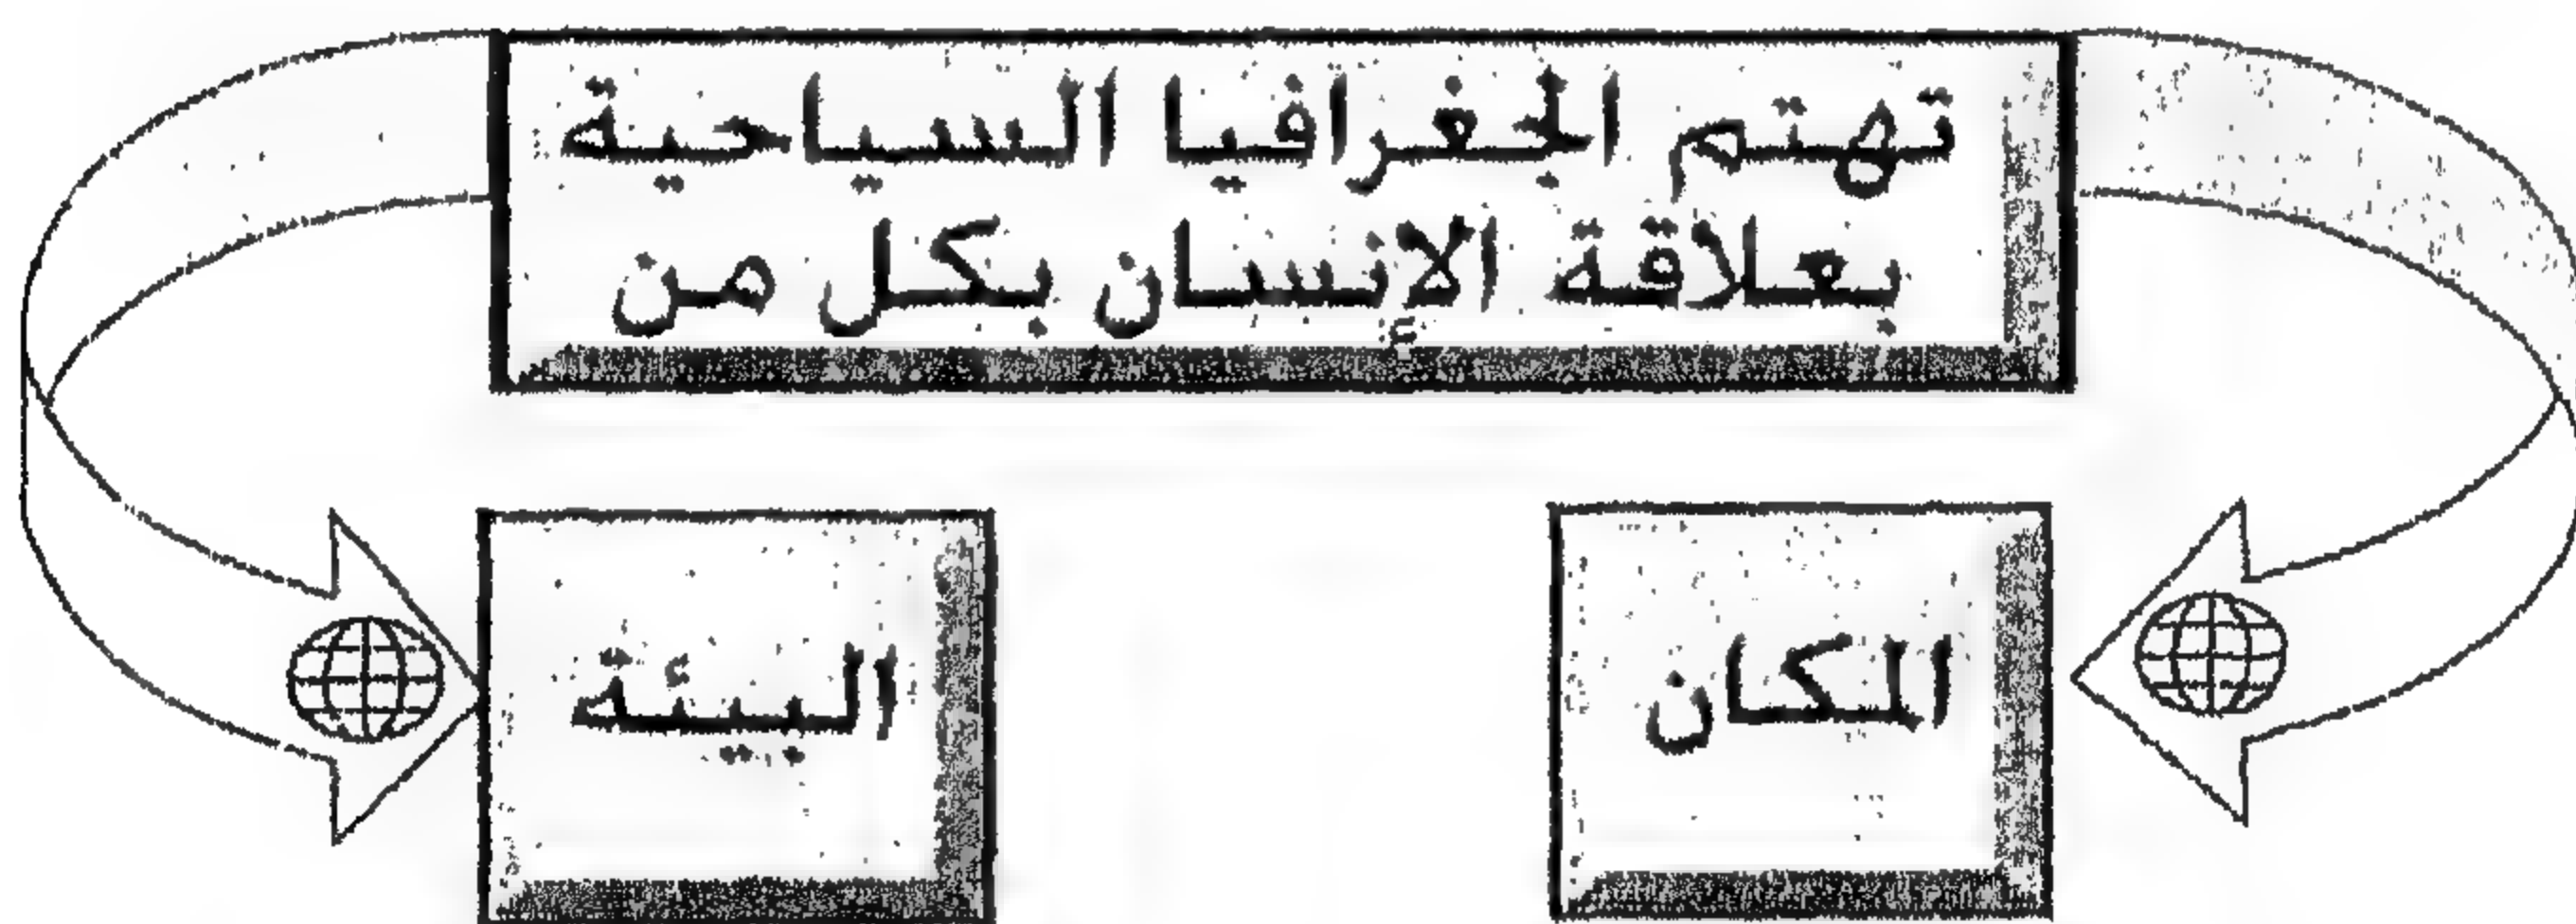 تهتم الجغرافيا السياحية
بعلاقة الإنسان بكل من
المكان
البيئة